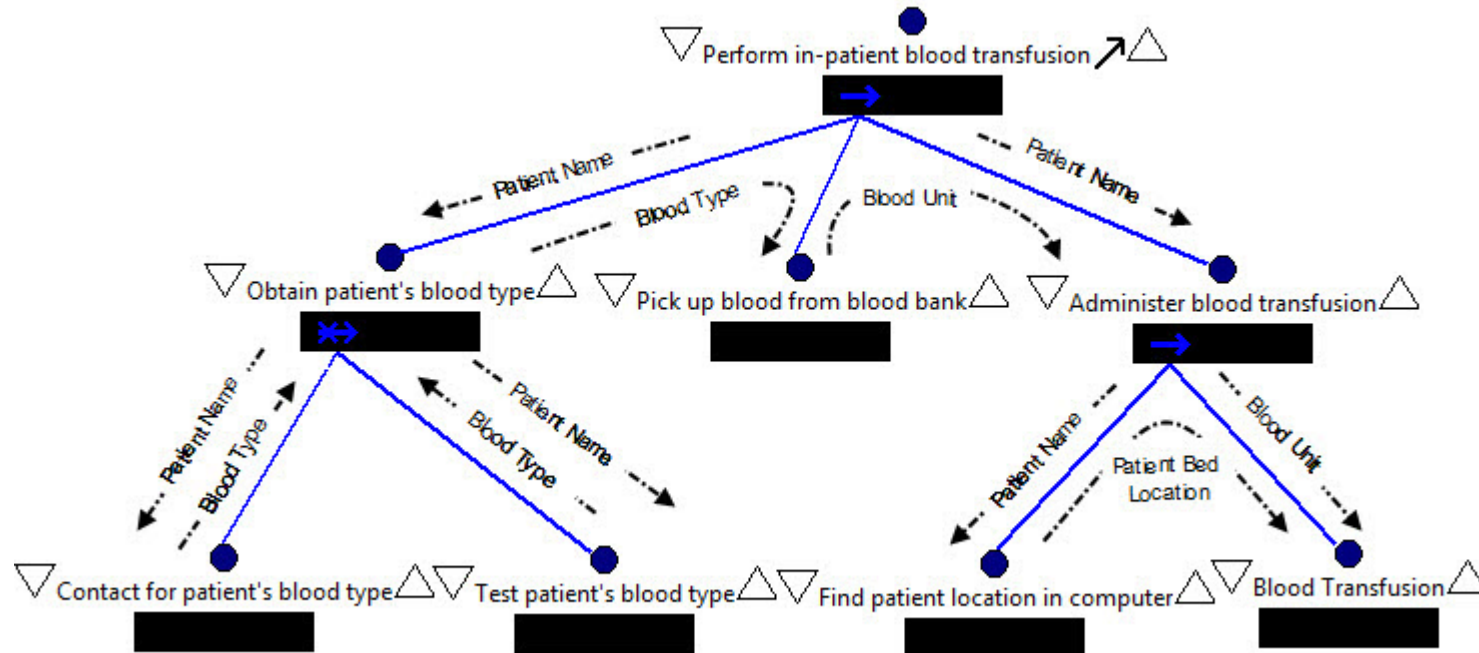 Perform in-patient blood transfusion
Patient Name
Blood Type
Blood Unit
Patient Name
Obtain patient's blood type
Pick up blood from blood bank
Administer blood transfusion
Patient Name
Blood Type
Blood Type
Patient Name
Patient Name
Patient Bed
Location
Blood Unit
Contact for patient's blood type
Test patient's blood type
Find patient location in computer
Blood Transfusion